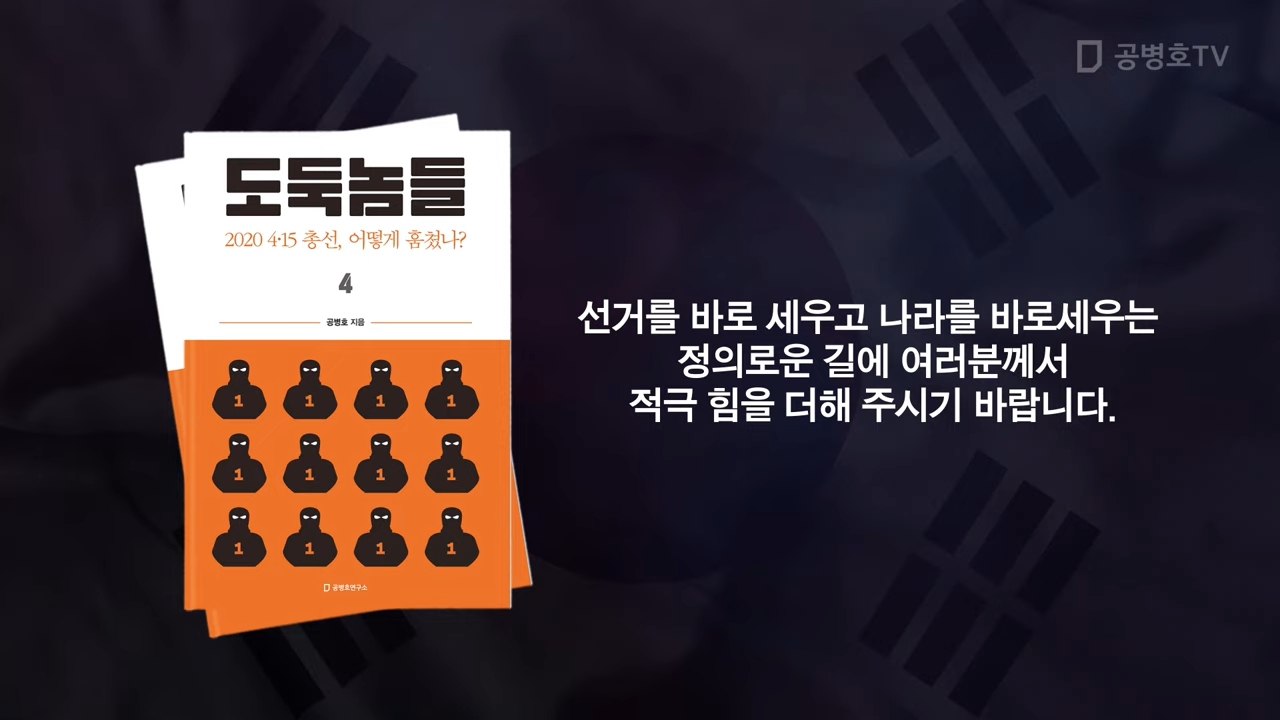 공병호TV
도둑놈들
2020 4·15 총선, 어떻게 훔쳤나?
4
공병호 지음
1 1 1 1
1 1 1 1
1 1 1 1
공병호연구소
선거를 바로 세우고 나라를 바로세우는
정의로운 길에 여러분께서
적극 힘을 더해 주시기 바랍니다.